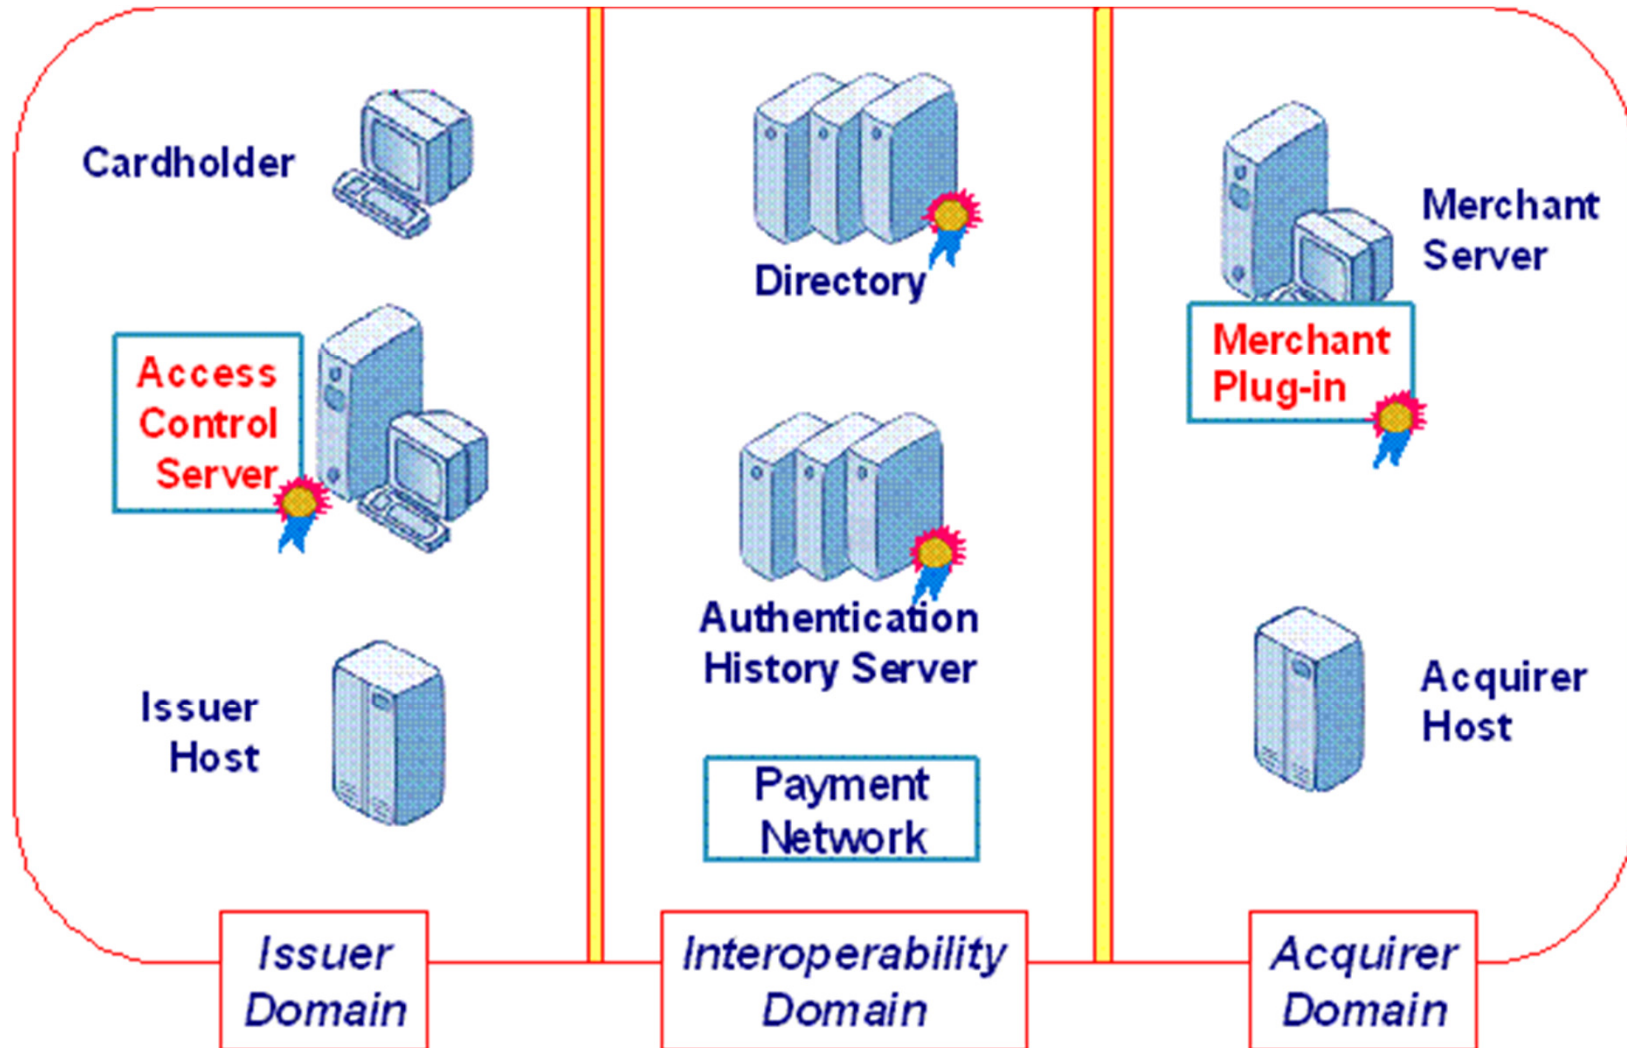 Cardholder
Access
Control
Server
Issuer
Host
Issuer
Domain
Directory
Authentication
History Server
Payment
Network
Interoperability
Domain
Merchant
Server
Merchant
Plug-in
Acquirer
Host
Acquirer
Domain